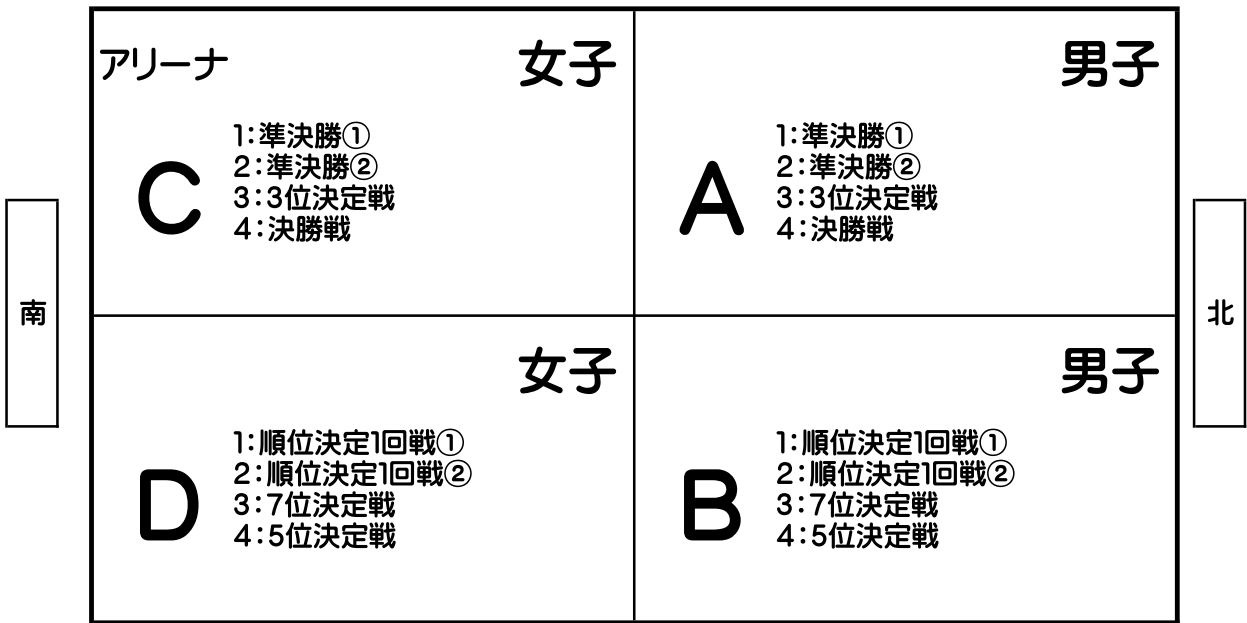 アリーナ
女子
C
1:準決勝①
2:準決勝②
3:3位決定戦
4:決勝戦
男子
A
1:準決勝①
2:準決勝②
3:3位決定戦
4:決勝戦
南
北
女子
D
1:順位決定1回戦①
2:順位決定1回戦②
3:7位決定戦
4:5位決定戦
男子
B
1:順位決定1回戦①
2:順位決定1回戦②
3:7位決定戦
4:5位決定戦